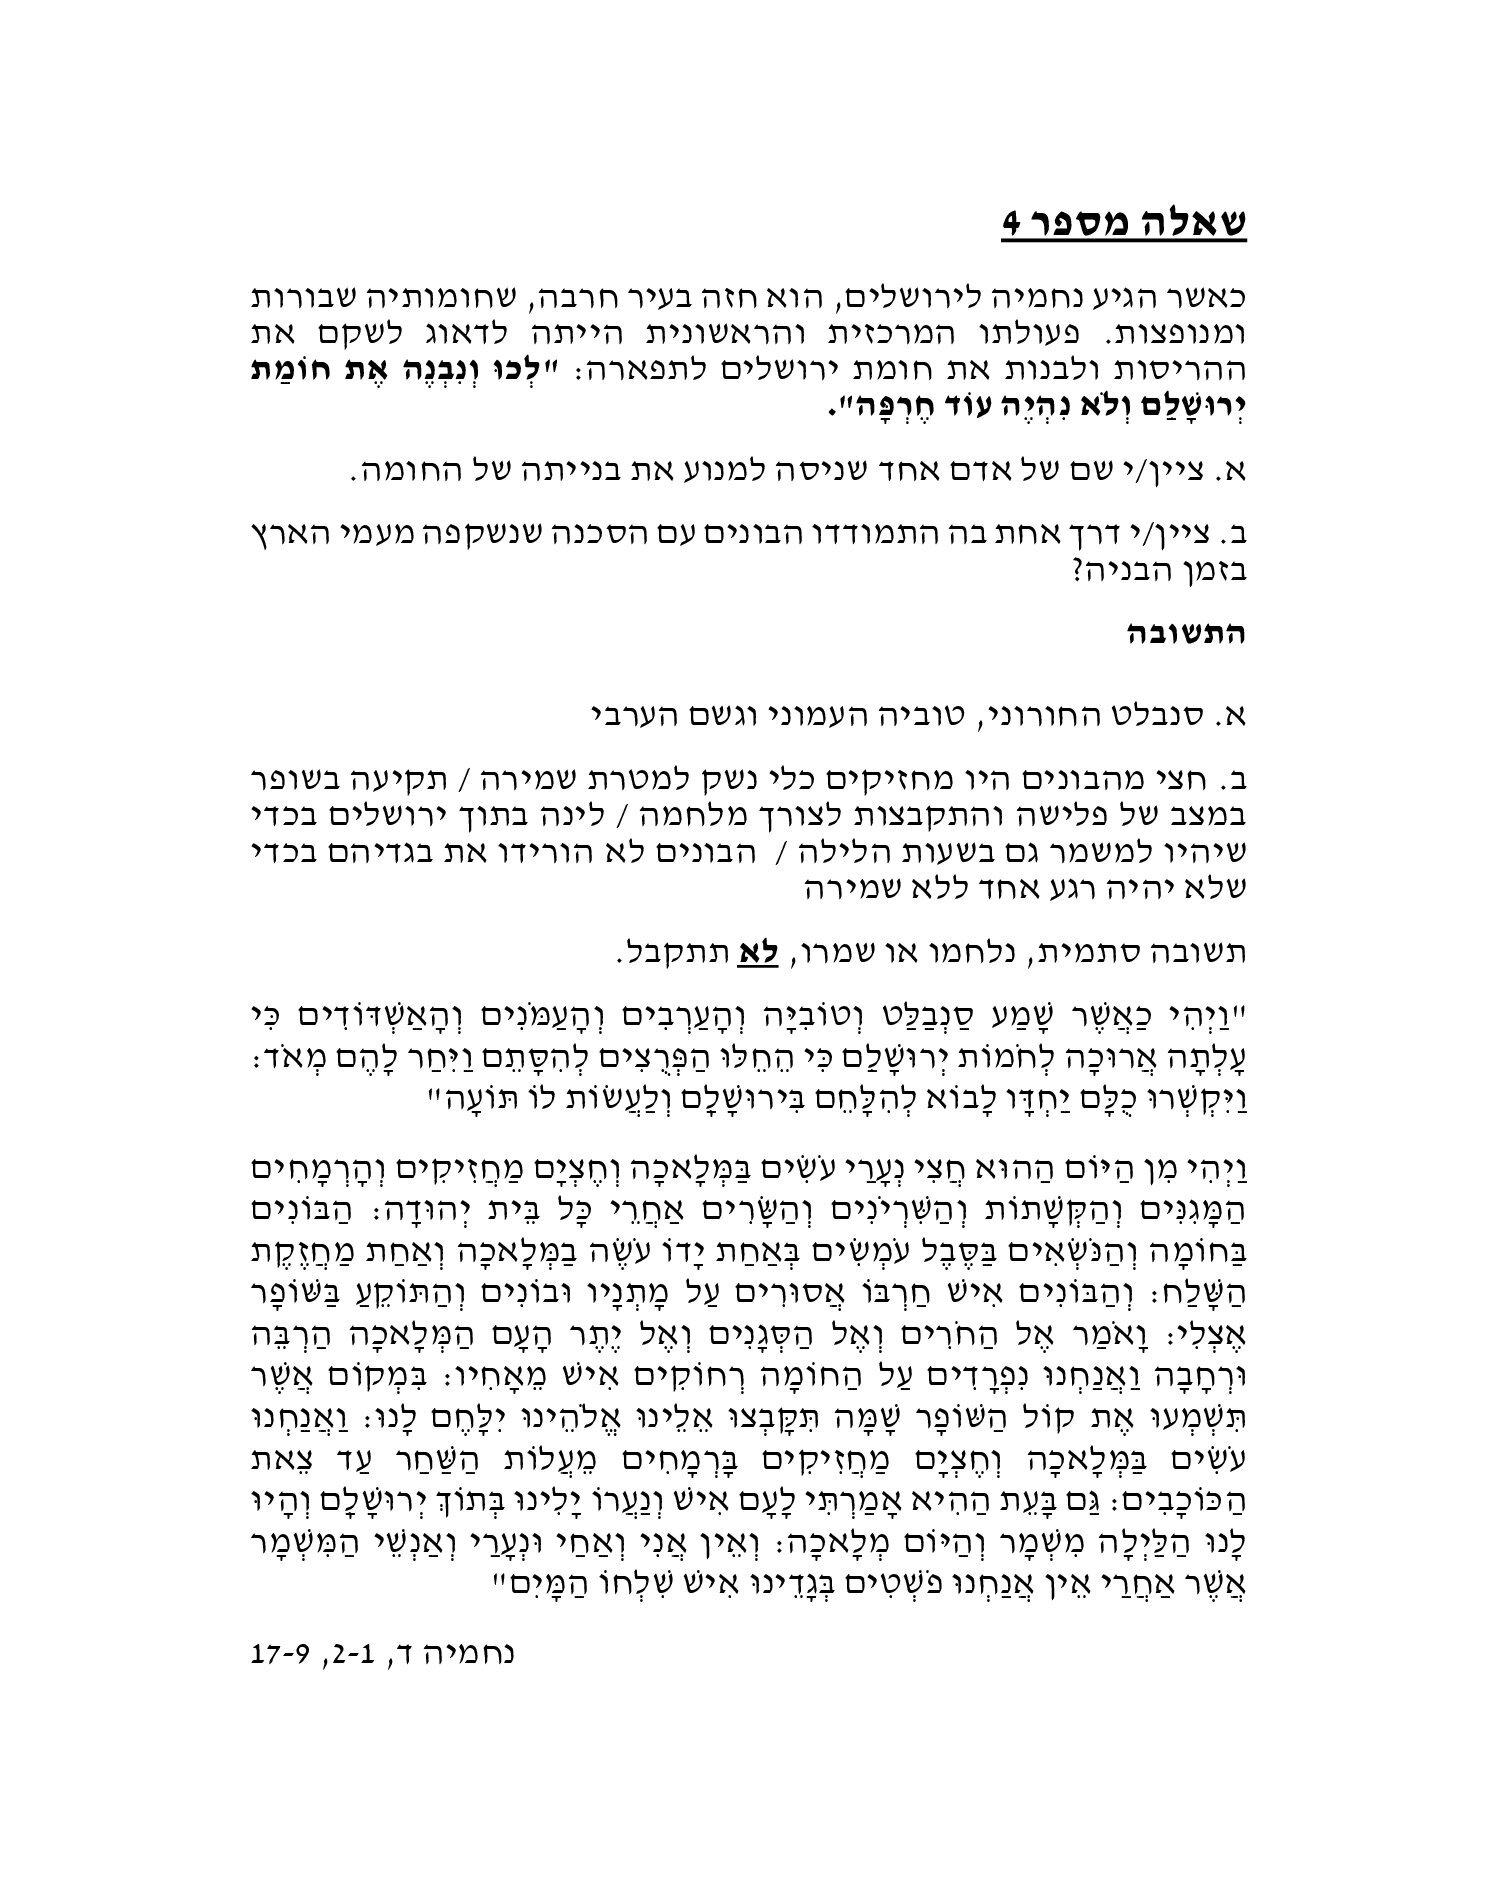 שאלה מספר 4
כאשר הגיע נחמיה לירושלים, הוא חזה בעיר חרבה, שחומותיה שבורות
ומנופצות. פעולתו המרכזית והראשונית הייתה לדאוג לשקם את
ההריסות ולבנות את חומת ירושלים לתפארה: "לְכוּ וְנִבְנֶה אֶת חוֹמַת
יְרוּשָׁלִַם וְלֹא נִהְיֶה עוֹד חֶרְפָּה".
א. ציין/י שם של אדם אחד שניסה למנוע את בנייתה של החומה.
ב. ציין/י דרך אחת בה התמודדו הבונים עם הסכנה שנשקפה מעמי הארץ
בזמן הבניה?
התשובה
א. סנבלט החורוני, טוביה העמוני וגשם הערבי
ב. חצי מהבונים היו מחזיקים כלי נשק למטרת שמירה / תקיעה בשופר
במצב של פלישה והתקבצות לצורך מלחמה / לינה בתוך ירושלים בכדי
שיהיו למשמר גם בשעות הלילה / הבונים לא הורידו את בגדיהם בכדי
שלא יהיה רגע אחד ללא שמירה
תשובה סתמית, נלחמו או שמרו, לֹא תתקבל.
"וַיְהִי כַאֲשֶׁר שָׁמַע סַנְבַלַּט וְטוֹבִיָּה וְהָעַרְבִים וְהָעַמֹּנִים וְהָאַשְׁדּוֹדִים כִּי
עָלְתָה אֲרוּכָה לְחֹמוֹת יְרוּשָׁלִַם כִּי הֵחֵלּוּ הַפְּרֻצִים לְהִסָּתֵם וַיִּחַר לָהֶם מְאֹד:
וַיִּקְשְׁרוּ כֻלָּם יַחְדָּו לָבוֹא לְהִלָּחֵם בִּירוּשָׁלִָם וְלַעֲשׂוֹת לוֹ תּוֹעָה"
וַיְהִי מִן הַיּוֹם הַהוּא חֲצִי נְעָרַי עֹשִׂים בַּמְּלָאכָה וְחֶצְיָם מַחֲזִיקִים וְהָרְמָחִים
הַמָּגִנִּים וְהַקְּשָׁתוֹת וְהַשִּׁרְיֹנִים וְהַשָּׂרִים אַחֲרֵי כָּל בֵּית יְהוּדָה: הַבּוֹנִים
בַּחוֹמָה וְהַנֹּשְׂאִים בַּסֶּבֶל עֹמְשִׂים בְּאַחַת יָדוֹ עֹשֶׂה בַמְּלָאכָה וְאַחַת מַחֲזֶקֶת
הַשָּׁלַח: וְהַבּוֹנִים אִישׁ חַרְבּוֹ אֲסוּרִים עַל מָתְנָיו וּבוֹנִים וְהַתּוֹקֵעַ בַּשּׁוֹפָר
אֶצְלִי: וָאֹמַר אֶל הַחֹרִים וְאֶל הַסְּגָנִים וְאֶל יֶתֶר הָעָם הַמְּלָאכָה הַרְבֵּה
וּרְחָבָה וַאֲנַחְנוּ נִפְרָדִים עַל הַחוֹמָה רְחוֹקִים אִישׁ מֵאָחִיו: בִּמְקוֹם אֲשֶׁר
תִּשְׁמְעוּ אֶת קוֹל הַשּׁוֹפָר שָׁמָּה תִּקָּבְצוּ אֵלֵינוּ אֱלֹהֵינוּ יִלָּחֶם לָנוּ: וַאֲנַחְנוּ
עֹשִׂים בַּמְּלָאכָה וְחֶצְיָם מַחֲזִיקִים בָּרְמָחִים מֵעֲלוֹת הַשַּׁחַר עַד צֵאת
הַכּוֹכָבִים: גַּם בָּעֵת הַהִיא אָמַרְתִּי לָעָם אִישׁ וְנַעֲרוֹ יָלִינוּ בְּתוֹךְ יְרוּשָׁלִָם וְהָיוּ
לָנוּ הַלַּיְלָה מִשְׁמָר וְהַיּוֹם מְלָאכָה: וְאֵין אֲנִי וְאַחַי וּנְעָרַי וְאַנְשֵׁי הַמִּשְׁמָר
אֲשֶׁר אַחֲרַי אֵין אֲנַחְנוּ פֹשְׁטִים בְּגָדֵינוּ אִישׁ שִׁלְחוֹ הַמָּיִם"
נחמיה ד, 2-1, 17-9